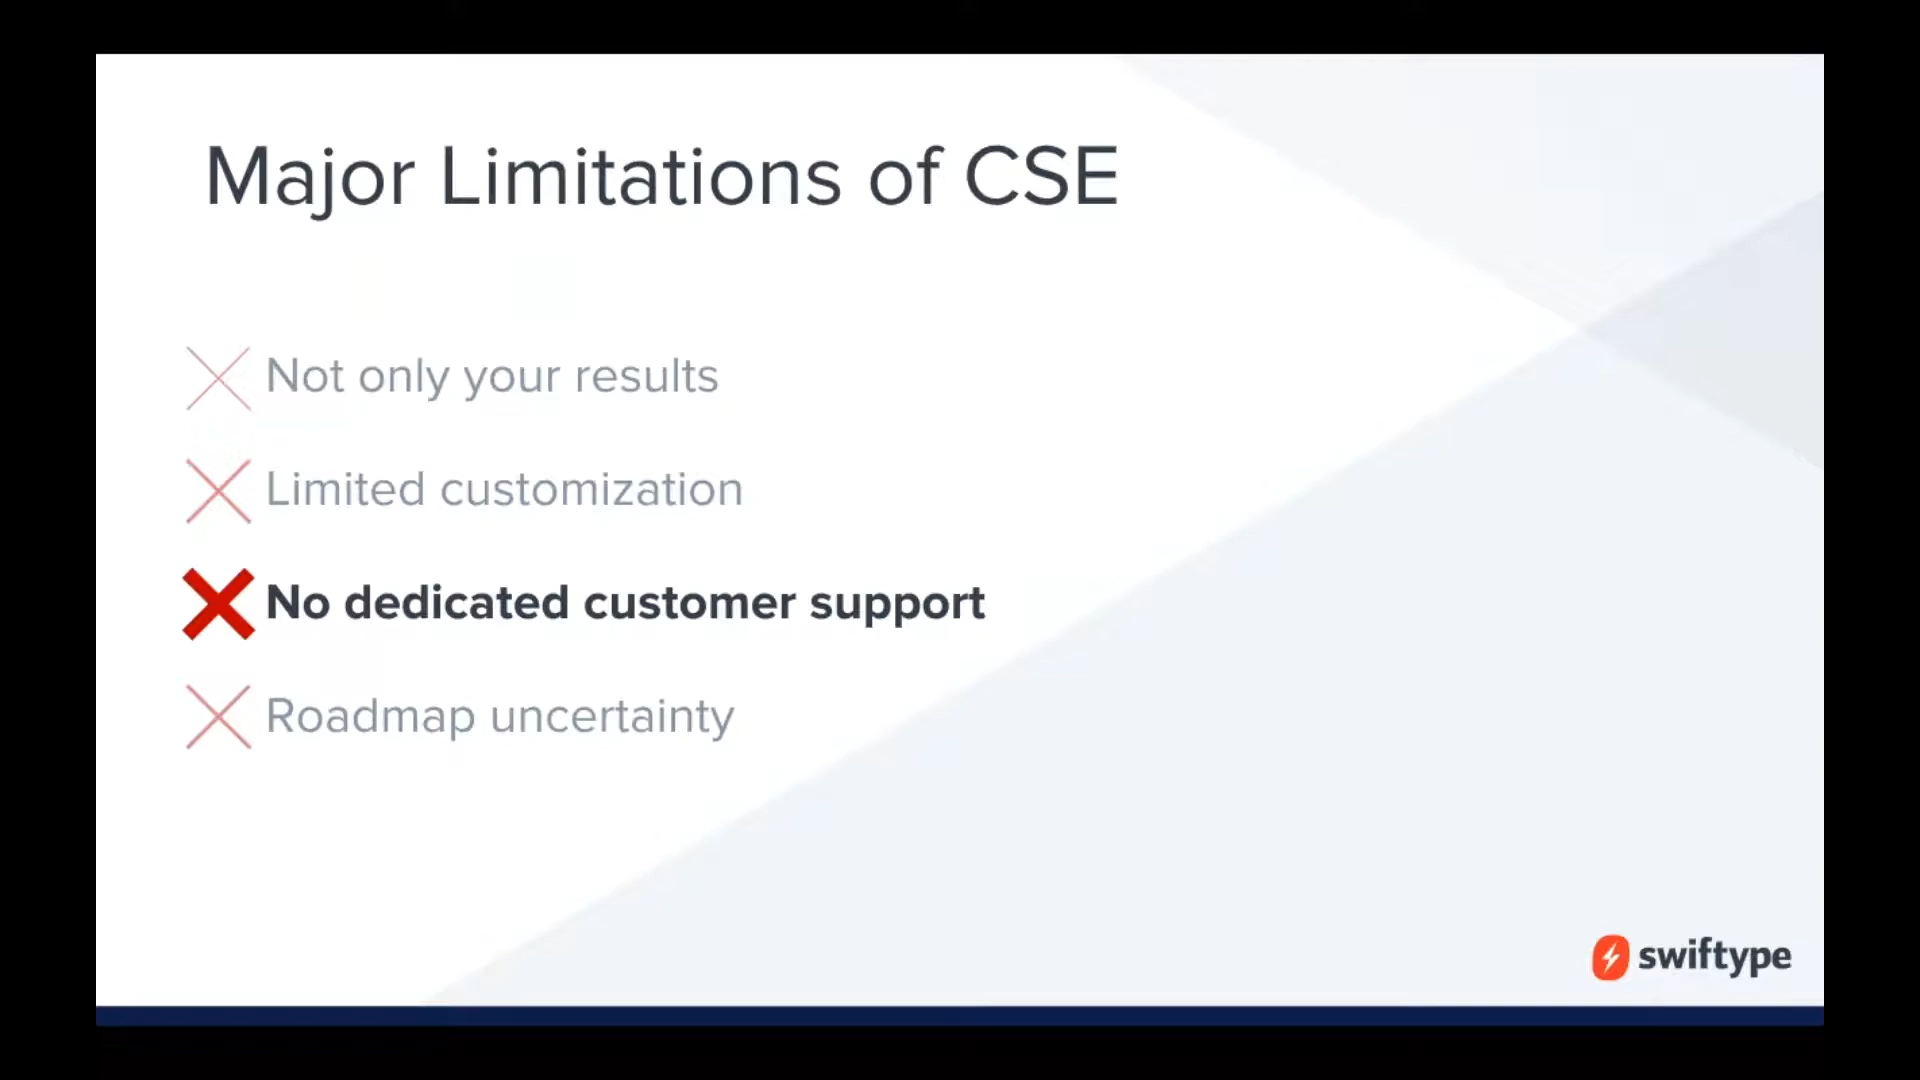 Major Limitations of CSE
Not only your results
Limited customization
No dedicated customer support
Roadmap uncertainty
swiftype